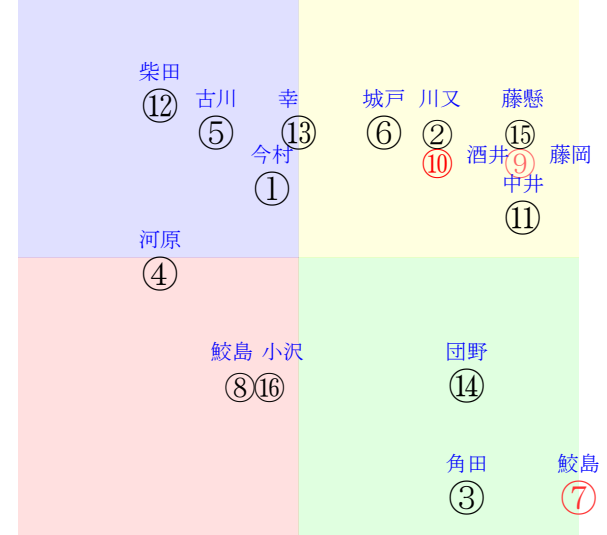 柴田
古川 幸 城戸 川又 藤懸
⑫ ⑤ ⑬ ⑥ ② ⑮
今村 ⑩ 酒井 ⑨ 藤岡
① 中井
⑪
河原
④
鮫島 小沢 団野
⑧ ⑯ ⑭
角田 鮫島
③ ⑦